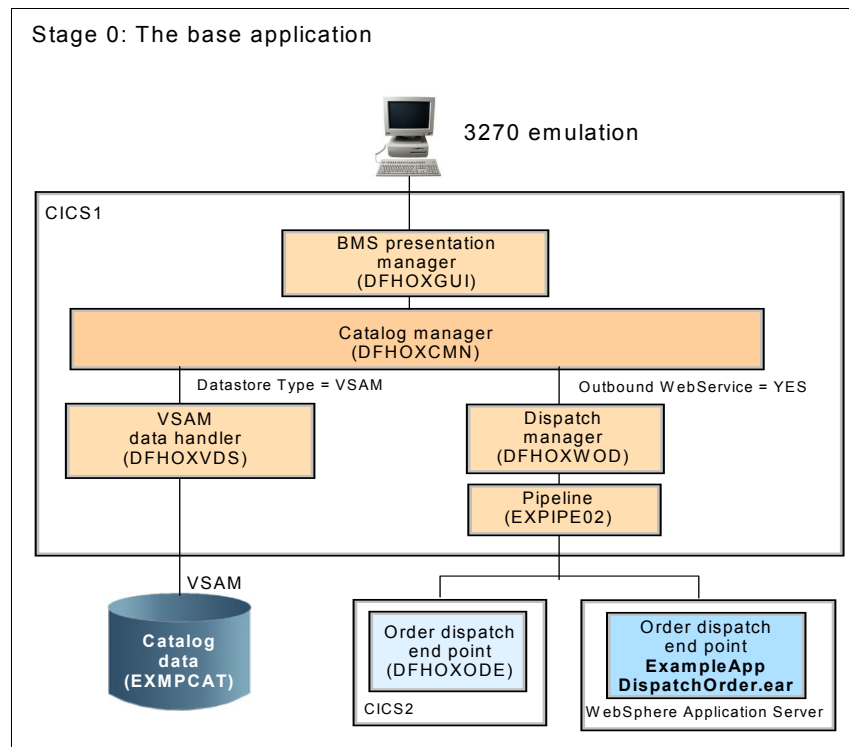 Stage 0: The base application
3270 emulation
CICS1
BMS presentation
manager
(DFHOXGUI)
Catalog manager
(DFHOXCMN)
Datastore Type = VSAM
Outbound WebService = YES
VSAM
data handler
(DFHOXVDS)
Dispatch
manager
(DFHOXWOD)
Pipeline
(EXPIPE02)
VSAM
Catalog
data
(EXMPCAT)
Order dispatch
end point
(DFHOXODE)
CICS2
Order dispatch
end point
ExampleApp
DispatchOrder.ear
WebSphere Application Server